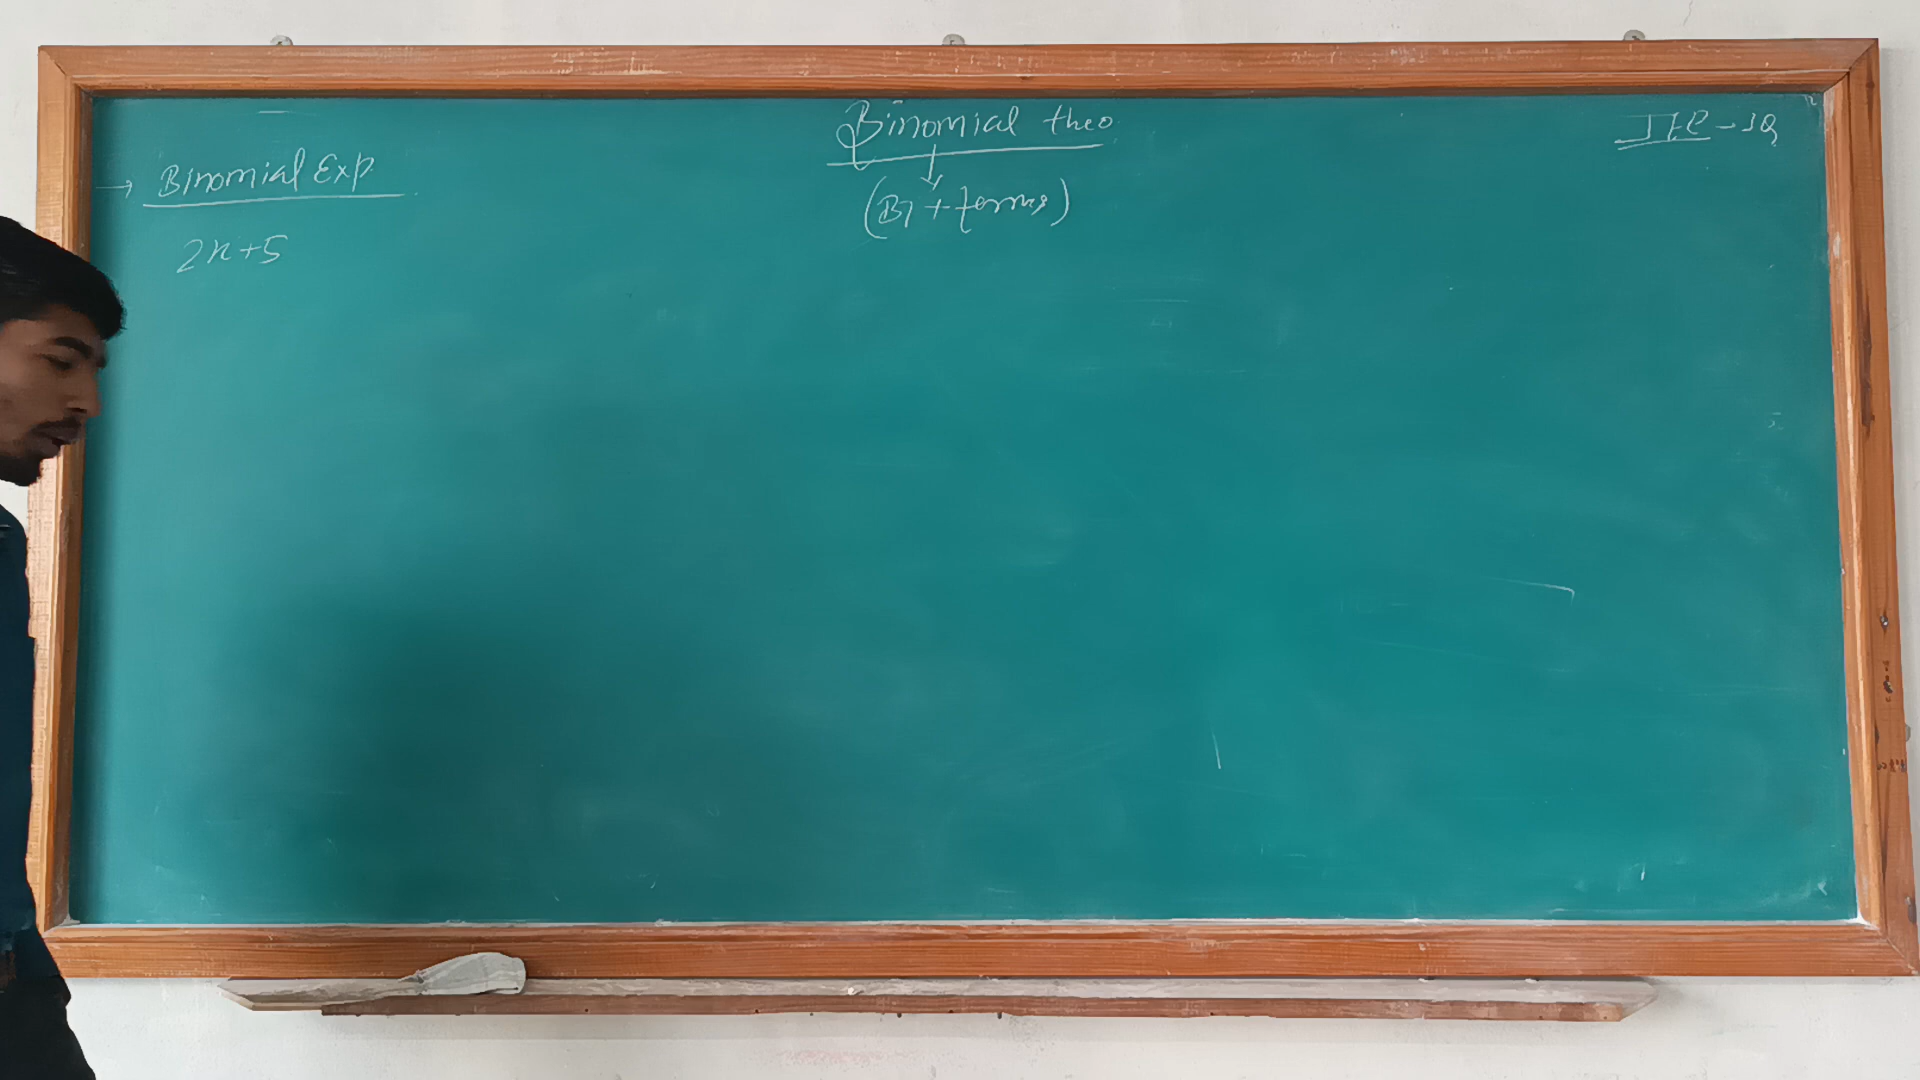 Binomial theo.
→ Binomial Exp.
(Bi + terms)
2x+5